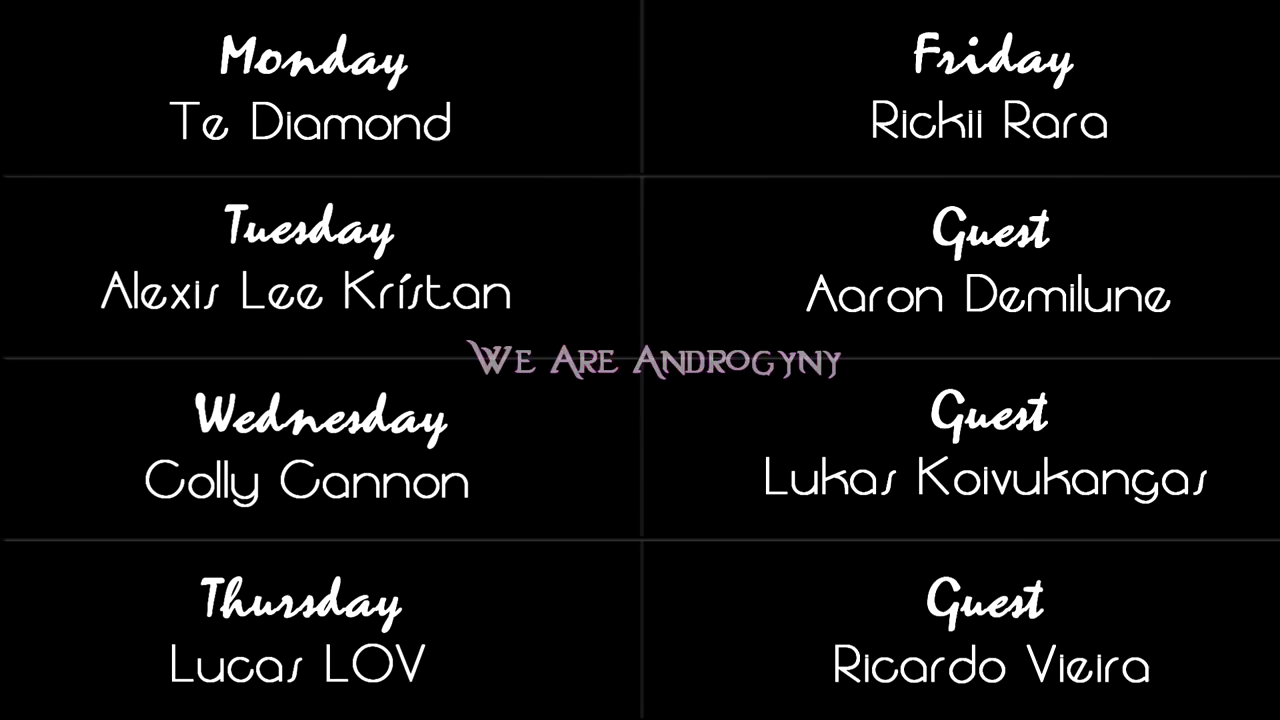 Monday
Te Diamond
Tuesday
Alexis Lee Krístan
Wednesday
Colly Cannon
Thursday
Lucas LOV
Friday
Rickii Rara
Guest
Aaron Demilune
Guest
Lukas Koivukangas
Guest
Ricardo Vieira
We Are Androgyny